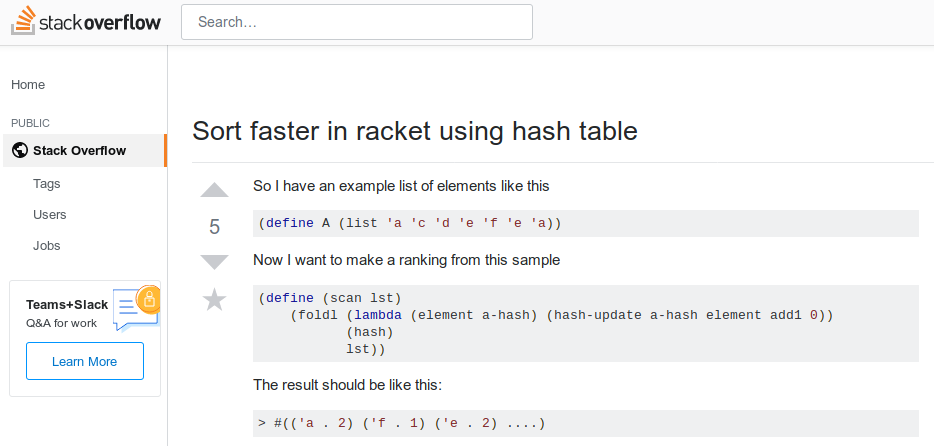 stackoverflow
Search...
Home
PUBLIC
Stack Overflow
Tags
Users
Jobs
Teams+Slack
Q&A for work
Learn More
Sort faster in racket using hash table
5
So I have an example list of elements like this
(define A (list 'a 'c 'd 'e 'f 'e 'a))
Now I want to make a ranking from this sample
(define (scan lst)
    (foldl (lambda (element a-hash) (hash-update a-hash element add1 0))
           (hash)
           lst))
The result should be like this:
> #(('a . 2) ('f . 1) ('e . 2) ....)